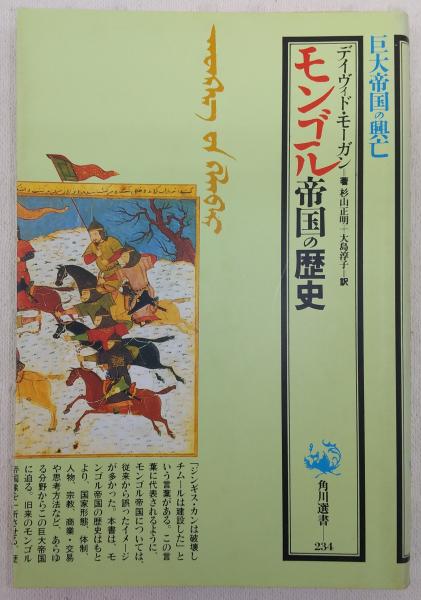 巨大帝国の興亡
デイヴィド・モーガン=著 杉山正明+大島淳子=訳
モンゴル帝国の歴史
角川選書
234
「ジンギス・カンは破壊し
チムールは建設した」と
いう言葉がある。この言
葉に代表されるように、
モンゴル帝国については、
従来から誤ったイメージ
が多かった。本書は、モ
ンゴル帝国の歴史はもと
より、国家形態、体制、
人物、宗教、商業・交易
や思考方法など、あらゆ
る分野からこの巨大帝国
に迫る。旧来のモンゴル